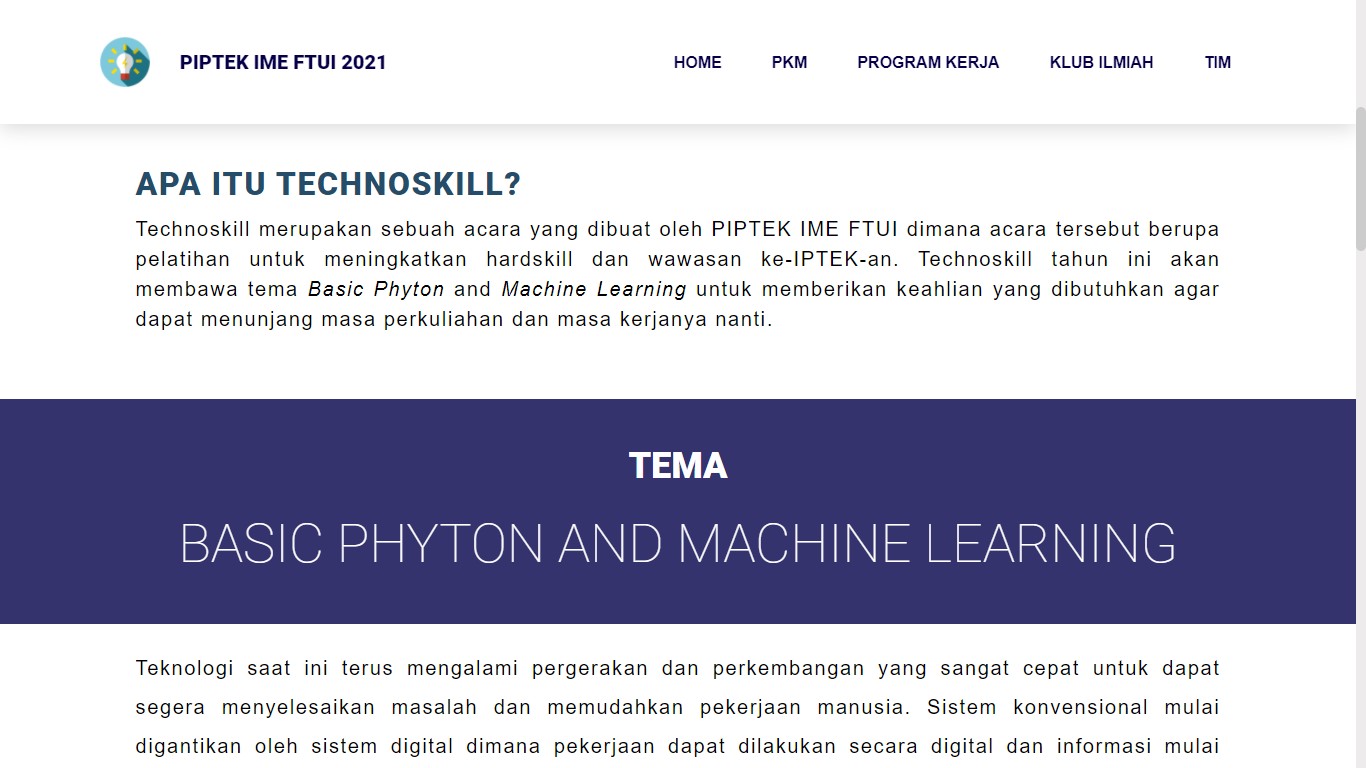 PIPTEK IME FTUI 2021
HOME PKM PROGRAM KERJA KLUB ILMIAH TIM
APA ITU TECHNOSKILL?
Technoskill merupakan sebuah acara yang dibuat oleh PIPTEK IME FTUI dimana acara tersebut berupa
pelatihan untuk meningkatkan hardskill dan wawasan ke-IPTEK-an. Technoskill tahun ini akan
membawa tema Basic Phyton and Machine Learning untuk memberikan keahlian yang dibutuhkan agar
dapat menunjang masa perkuliahan dan masa kerjanya nanti.
TEMA
BASIC PHYTON AND MACHINE LEARNING
Teknologi saat ini terus mengalami pergerakan dan perkembangan yang sangat cepat untuk dapat
segera menyelesaikan masalah dan memudahkan pekerjaan manusia. Sistem konvensional mulai
digantikan oleh sistem digital dimana pekerjaan dapat dilakukan secara digital dan informasi mulai